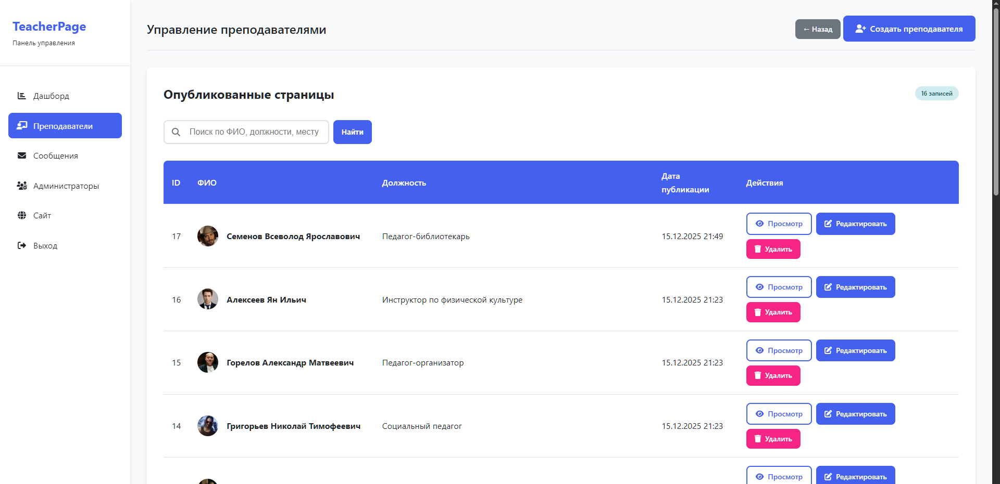 TeacherPage
Панель управления
Дашборд
Преподаватели
Сообщения
Администраторы
Сайт
Выход
Управление преподавателями
← Назад
Создать преподавателя
Опубликованные страницы
16 записей
Поиск по ФИО, должности, месту
Найти
ID ФИО Должность Дата публикации Действия
17 Семенов Всеволод Ярославович Педагог-библиотекарь 15.12.2025 21:49 Просмотр Редактировать
Удалить
16 Алексеев Ян Ильич Инструктор по физической культуре 15.12.2025 21:23 Просмотр Редактировать
Удалить
15 Горелов Александр Матвеевич Педагог-организатор 15.12.2025 21:23 Просмотр Редактировать
Удалить
14 Григорьев Николай Тимофеевич Социальный педагог 15.12.2025 21:23 Просмотр Редактировать
Удалить
Просмотр Редактировать